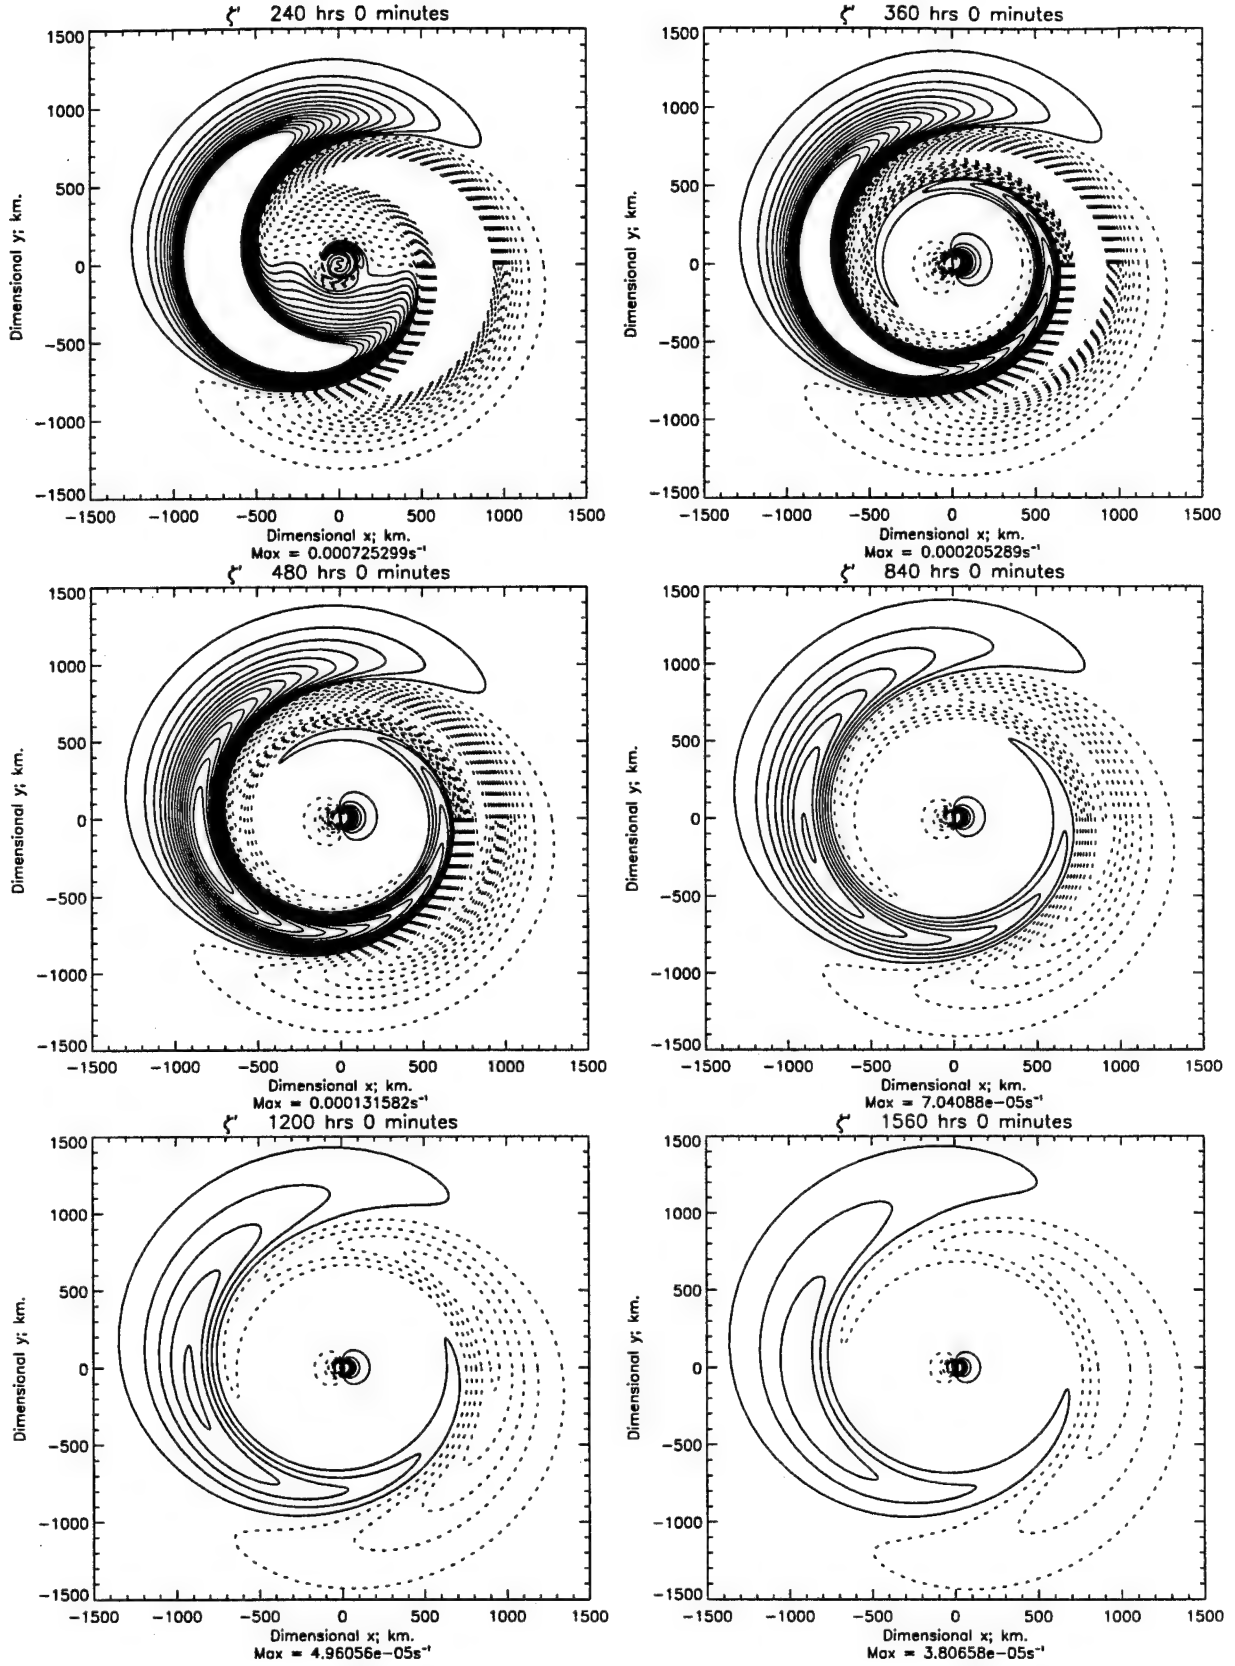 ζ' 240 hrs 0 minutes
1500
1000
500
0
−500
−1000
−1500
Dimensional y; km.
−1500 −1000 −500 0 500 1000 1500
Dimensional x; km.
Max = 0.000725299s⁻¹
ζ' 360 hrs 0 minutes
1500
1000
500
0
−500
−1000
−1500
Dimensional y; km.
−1500 −1000 −500 0 500 1000 1500
Dimensional x; km.
Max = 0.000205289s⁻¹
ζ' 480 hrs 0 minutes
1500
1000
500
0
−500
−1000
−1500
Dimensional y; km.
−1500 −1000 −500 0 500 1000 1500
Dimensional x; km.
Max = 0.000131582s⁻¹
ζ' 840 hrs 0 minutes
1500
1000
500
0
−500
−1000
−1500
Dimensional y; km.
−1500 −1000 −500 0 500 1000 1500
Dimensional x; km.
Max = 7.04088e−05s⁻¹
ζ' 1200 hrs 0 minutes
1500
1000
500
0
−500
−1000
−1500
Dimensional y; km.
−1500 −1000 −500 0 500 1000 1500
Dimensional x; km.
Max = 4.96056e−05s⁻¹
ζ' 1560 hrs 0 minutes
1500
1000
500
0
−500
−1000
−1500
Dimensional y; km.
−1500 −1000 −500 0 500 1000 1500
Dimensional x; km.
Max = 3.80658e−05s⁻¹